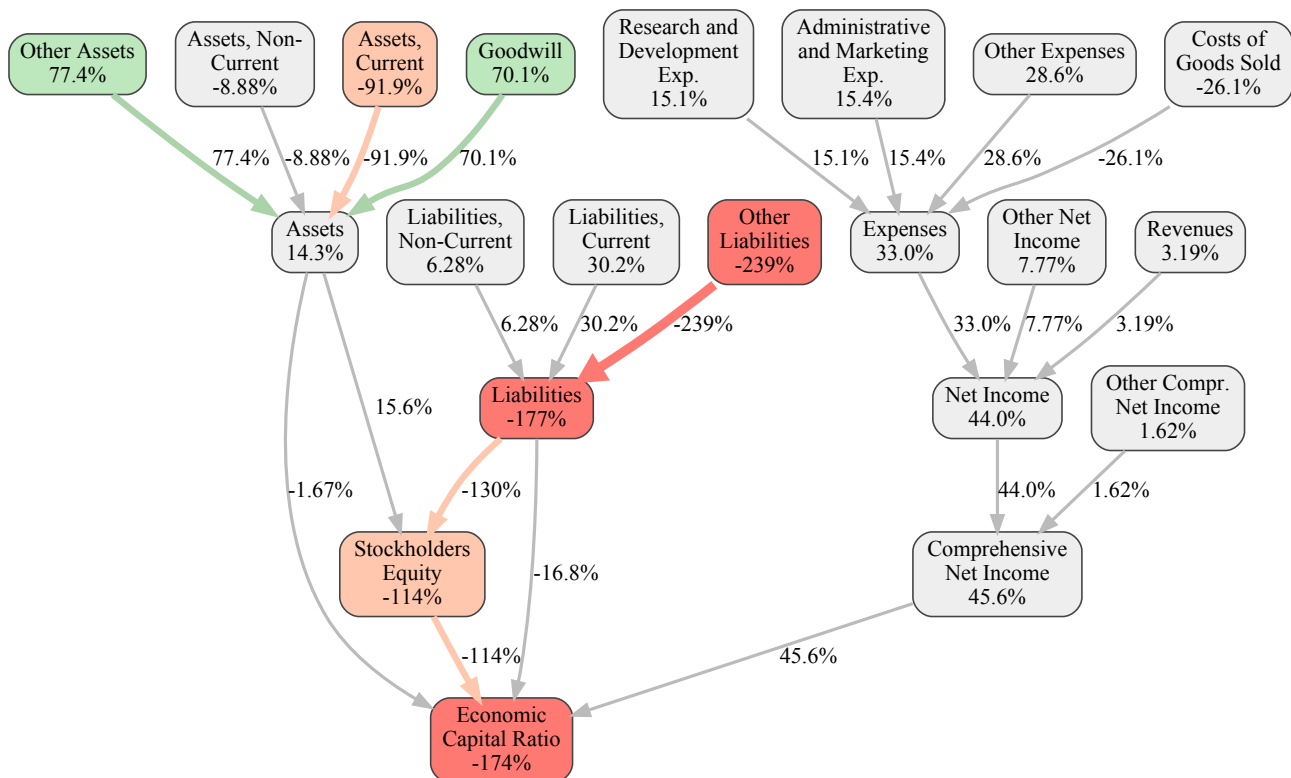 Other Assets
77.4%
Assets, Non-
Current
-8.88%
Assets,
Current
-91.9%
Goodwill
70.1%
Research and
Development
Exp.
15.1%
Administrative
and Marketing
Exp.
15.4%
Other Expenses
28.6%
Costs of
Goods Sold
-26.1%
77.4%
-8.88%
-91.9%
70.1%
15.1%
15.4%
28.6%
-26.1%
Assets
14.3%
Liabilities,
Non-Current
6.28%
Liabilities,
Current
30.2%
Other
Liabilities
-239%
Expenses
33.0%
Other Net
Income
7.77%
Revenues
3.19%
6.28%
30.2%
-239%
33.0%
7.77%
3.19%
15.6%
Liabilities
-177%
Net Income
44.0%
Other Compr.
Net Income
1.62%
-1.67%
-130%
44.0%
1.62%
Stockholders
Equity
-114%
-16.8%
Comprehensive
Net Income
45.6%
-114%
45.6%
Economic
Capital Ratio
-174%